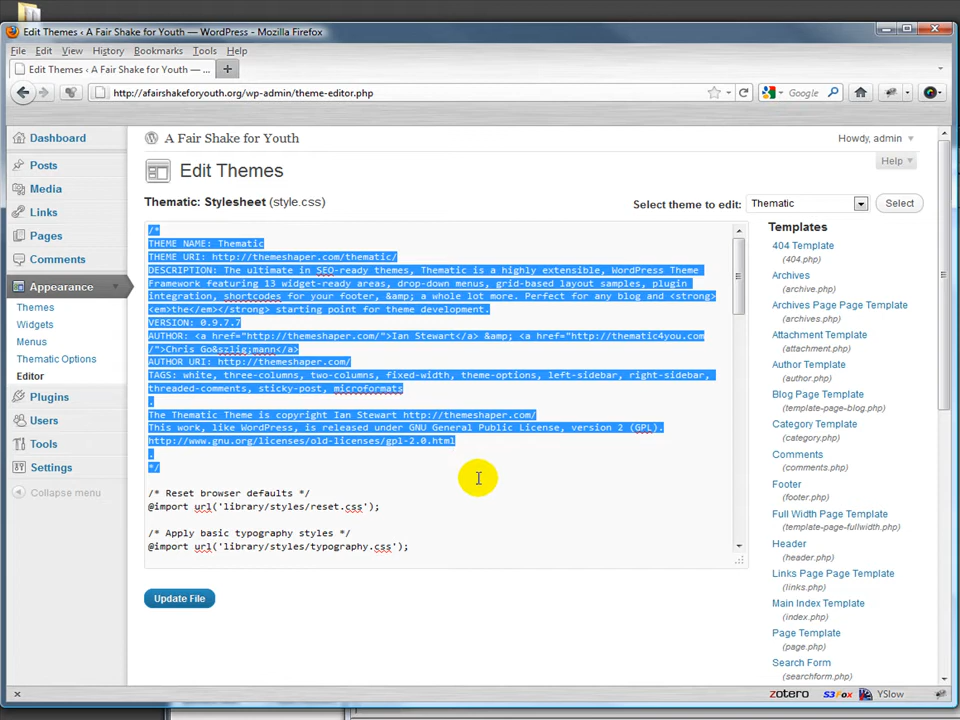 Edit Themes ‹ A Fair Shake for Youth — WordPress - Mozilla Firefox
File Edit View History Bookmarks Tools Help
Edit Themes ‹ A Fair Shake for Youth — ...
http://afairshakeforyouth.org/wp-admin/theme-editor.php
Google
Dashboard
Posts
Media
Links
Pages
Comments
Appearance
Themes
Widgets
Menus
Thematic Options
Editor
Plugins
Users
Tools
Settings
Collapse menu
A Fair Shake for Youth
Howdy, admin
Help
Edit Themes
Thematic: Stylesheet (style.css)
Select theme to edit: Thematic Select
/*
THEME NAME: Thematic
THEME URI: http://themeshaper.com/thematic/
DESCRIPTION: The ultimate in SEO-ready themes, Thematic is a highly extensible, WordPress Theme
Framework featuring 13 widget-ready areas, drop-down menus, grid-based layout samples, plugin
integration, shortcodes for your footer, &amp; a whole lot more. Perfect for any blog and <strong>
<em>the</em></strong> starting point for theme development.
VERSION: 0.9.7.7
AUTHOR: <a href="http://themeshaper.com/">Ian Stewart</a> &amp; <a href="http://thematic4you.com
/">Chris Go&szlig;mann</a>
AUTHOR URI: http://themeshaper.com/
TAGS: white, three-columns, two-columns, fixed-width, theme-options, left-sidebar, right-sidebar,
threaded-comments, sticky-post, microformats
.
The Thematic Theme is copyright Ian Stewart http://themeshaper.com/
This work, like WordPress, is released under GNU General Public License, version 2 (GPL).
http://www.gnu.org/licenses/old-licenses/gpl-2.0.html
.
*/
/* Reset browser defaults */
@import url('library/styles/reset.css');
/* Apply basic typography styles */
@import url('library/styles/typography.css');
Update File
Templates
404 Template
(404.php)
Archives
(archives.php)
Archives Page Page Template
(archives.php)
Attachment Template
(attachment.php)
Author Template
(author.php)
Blog Page Template
(template-page-blog.php)
Category Template
(category.php)
Comments
(comments.php)
Footer
(footer.php)
Full Width Page Template
(template-page-fullwidth.php)
Header
(header.php)
Links Page Page Template
(links.php)
Main Index Template
(index.php)
Page Template
(page.php)
Search Form
(searchform.php)
zotero S3Fox YSlow